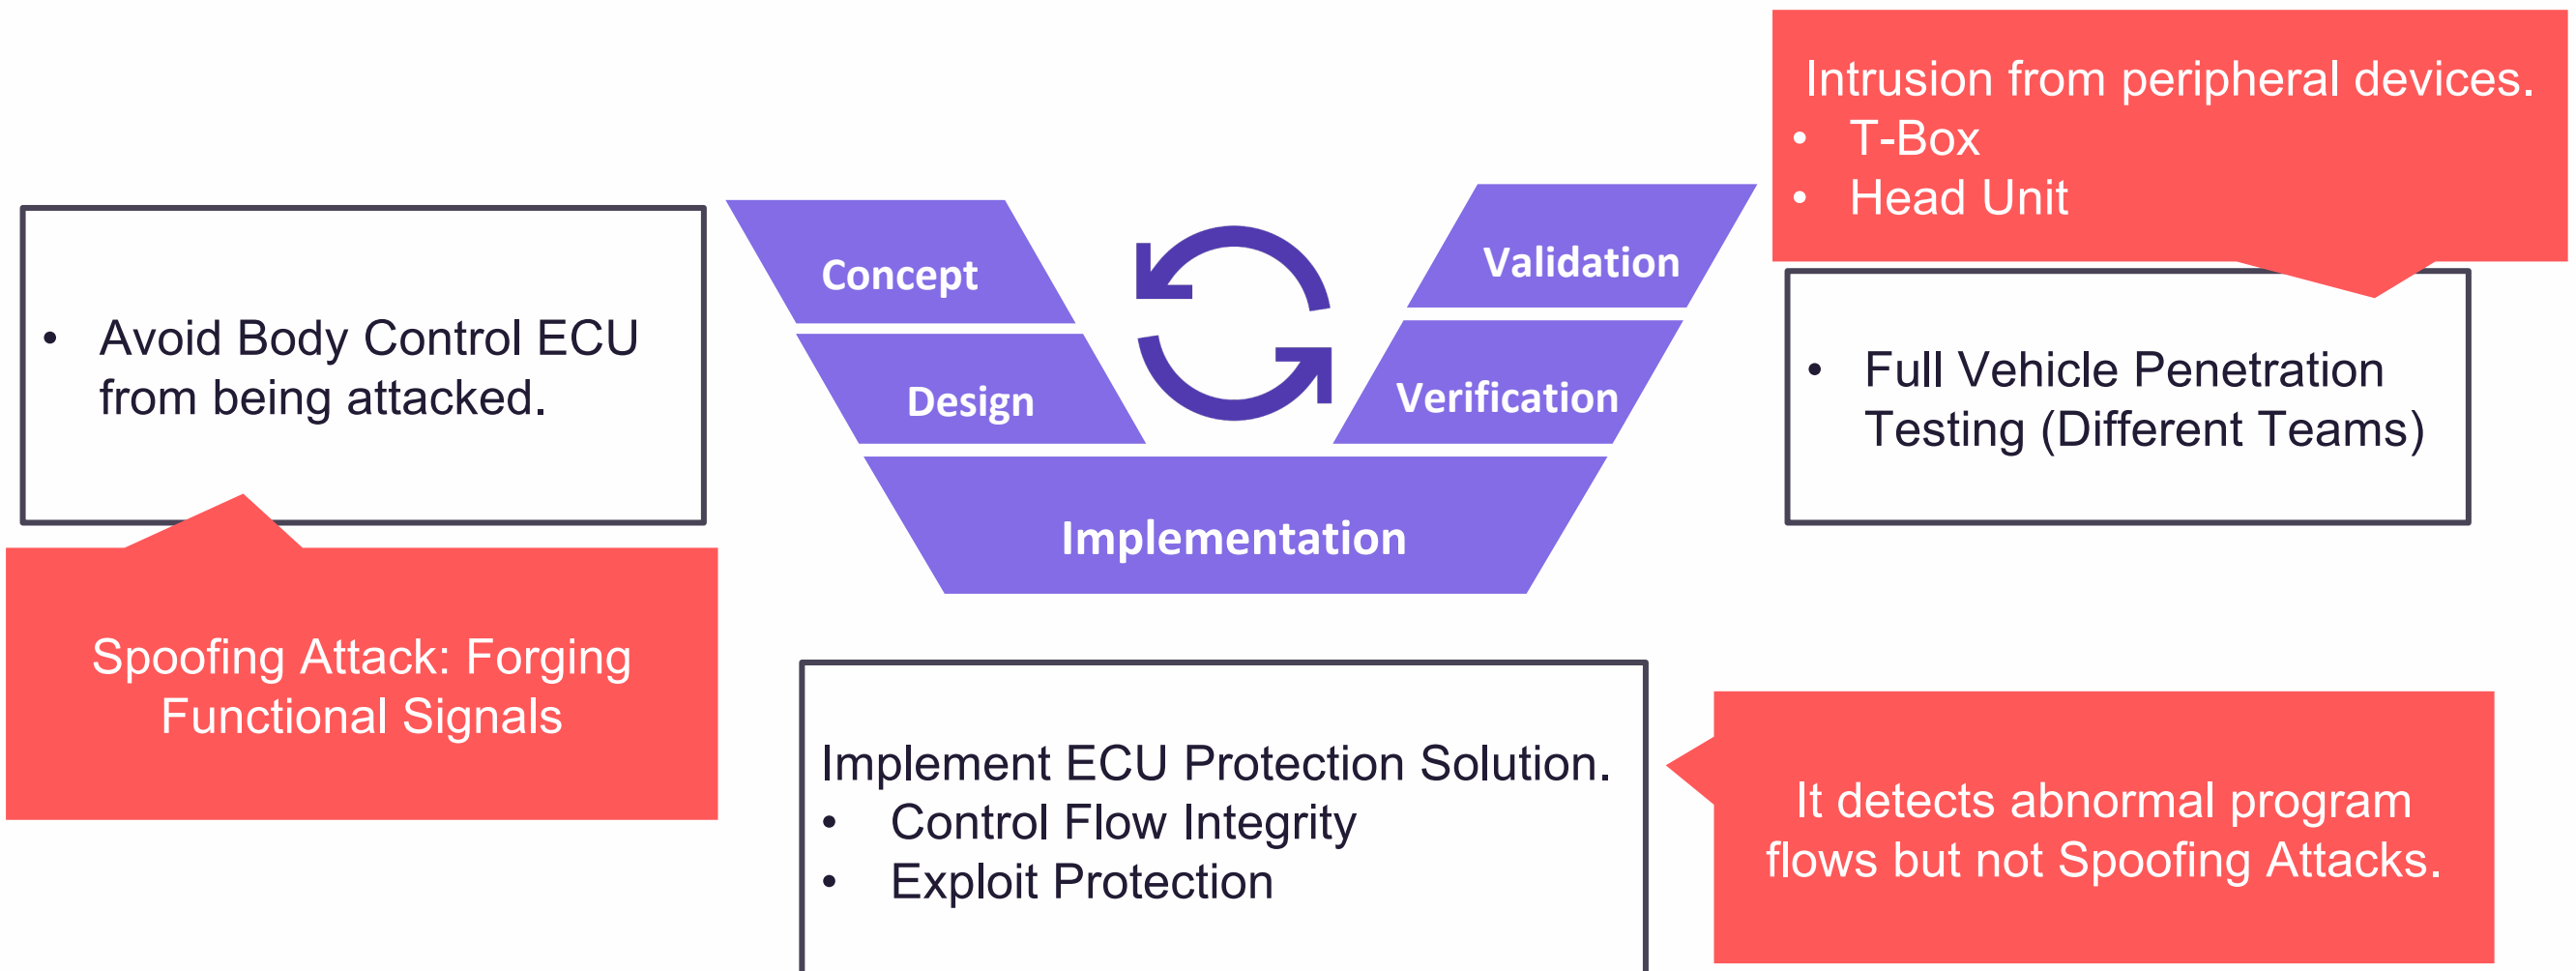 Intrusion from peripheral devices.
• T-Box
• Head Unit
Concept
Validation
• Avoid Body Control ECU
from being attacked.
Design
Verification
• Full Vehicle Penetration
Testing (Different Teams)
Implementation
Spoofing Attack: Forging
Functional Signals
Implement ECU Protection Solution.
• Control Flow Integrity
• Exploit Protection
It detects abnormal program
flows but not Spoofing Attacks.